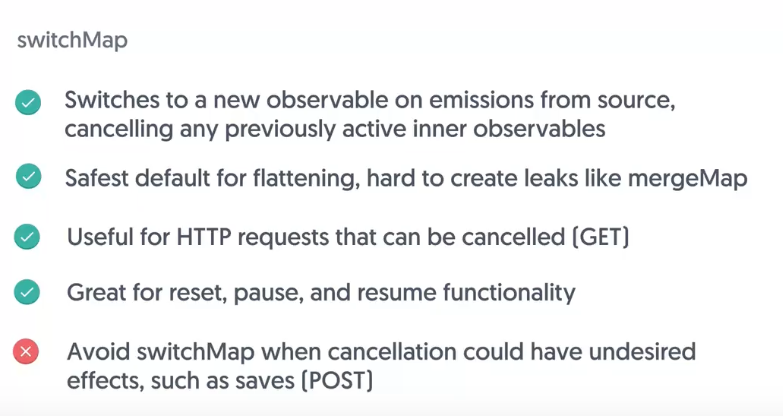 switchMap
Switches to a new observable on emissions from source,
cancelling any previously active inner observables
Safest default for flattening, hard to create leaks like mergeMap
Useful for HTTP requests that can be cancelled (GET)
Great for reset, pause, and resume functionality
Avoid switchMap when cancellation could have undesired
effects, such as saves (POST)